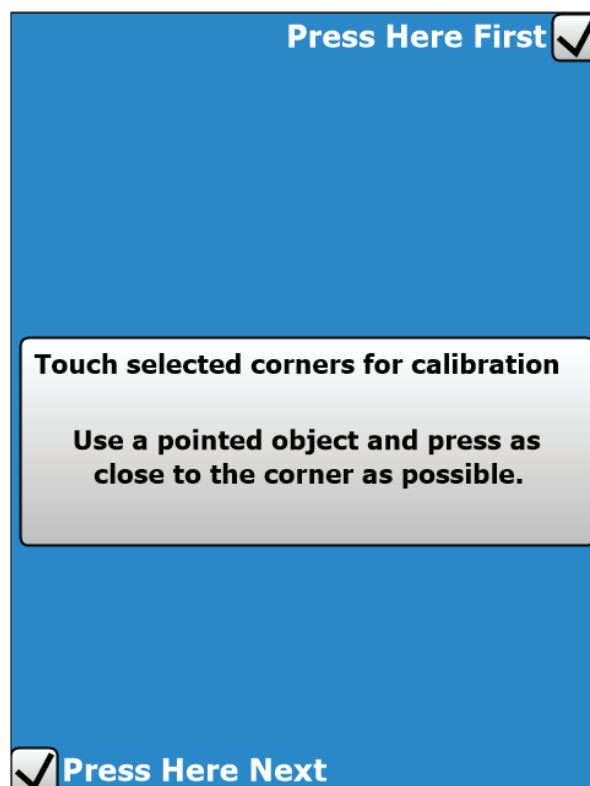 Press Here First
Touch selected corners for calibration
Use a pointed object and press as
close to the corner as possible.
Press Here Next